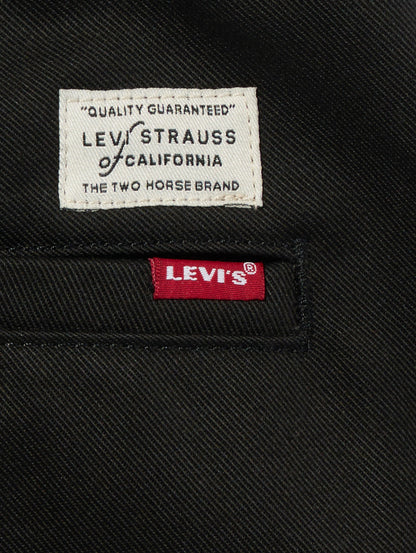 "QUALITY GUARANTEED"
LEVI STRAUSS
of CALIFORNIA
THE TWO HORSE BRAND
LEVI'S®